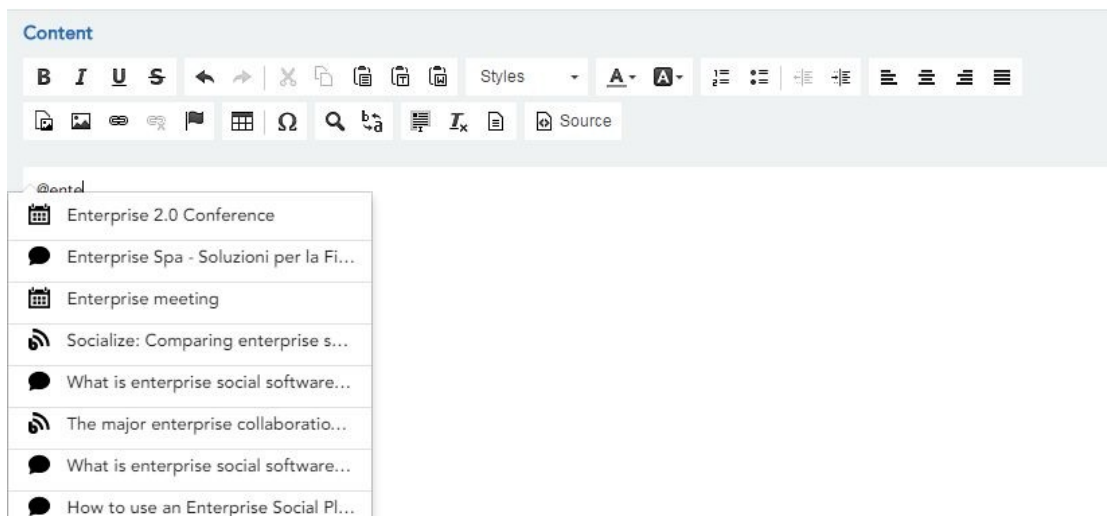 Content
B I U S Styles A A
Ω I x Source
@ente
Enterprise 2.0 Conference
Enterprise Spa - Soluzioni per la Fi...
Enterprise meeting
Socialize: Comparing enterprise s...
What is enterprise social software...
The major enterprise collaboratio...
What is enterprise social software...
How to use an Enterprise Social Pl...